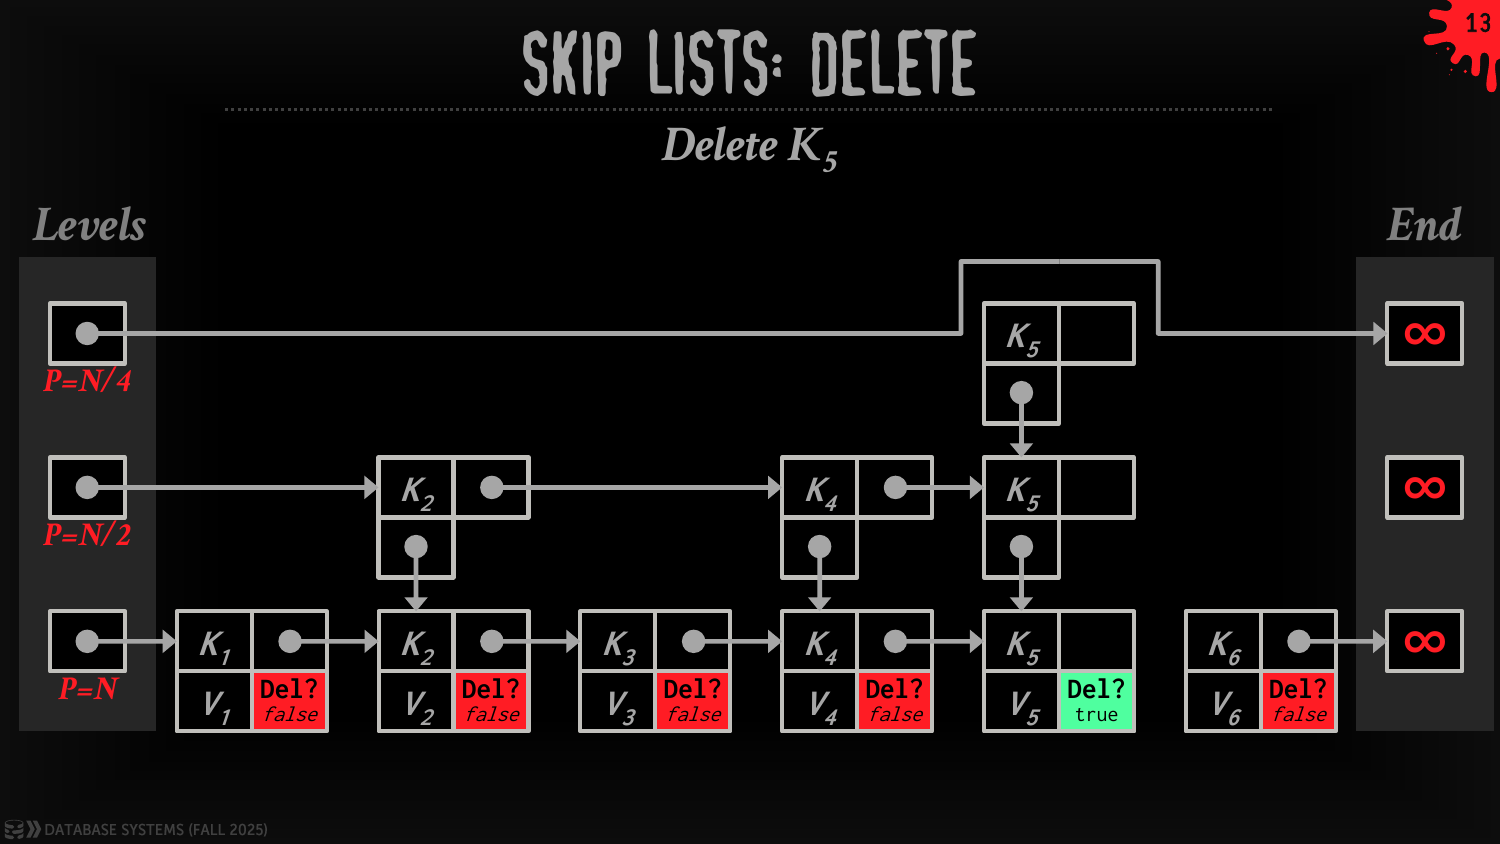 13
SKIP LISTS: DELETE
Delete K5
Levels
End
K5
∞
P=N/4
K2
K4
K5
∞
P=N/2
K1
K2
K3
K4
K5
K6
∞
P=N
V1
Del?
false
V2
Del?
false
V3
Del?
false
V4
Del?
false
V5
Del?
true
V6
Del?
false
DATABASE SYSTEMS (FALL 2025)